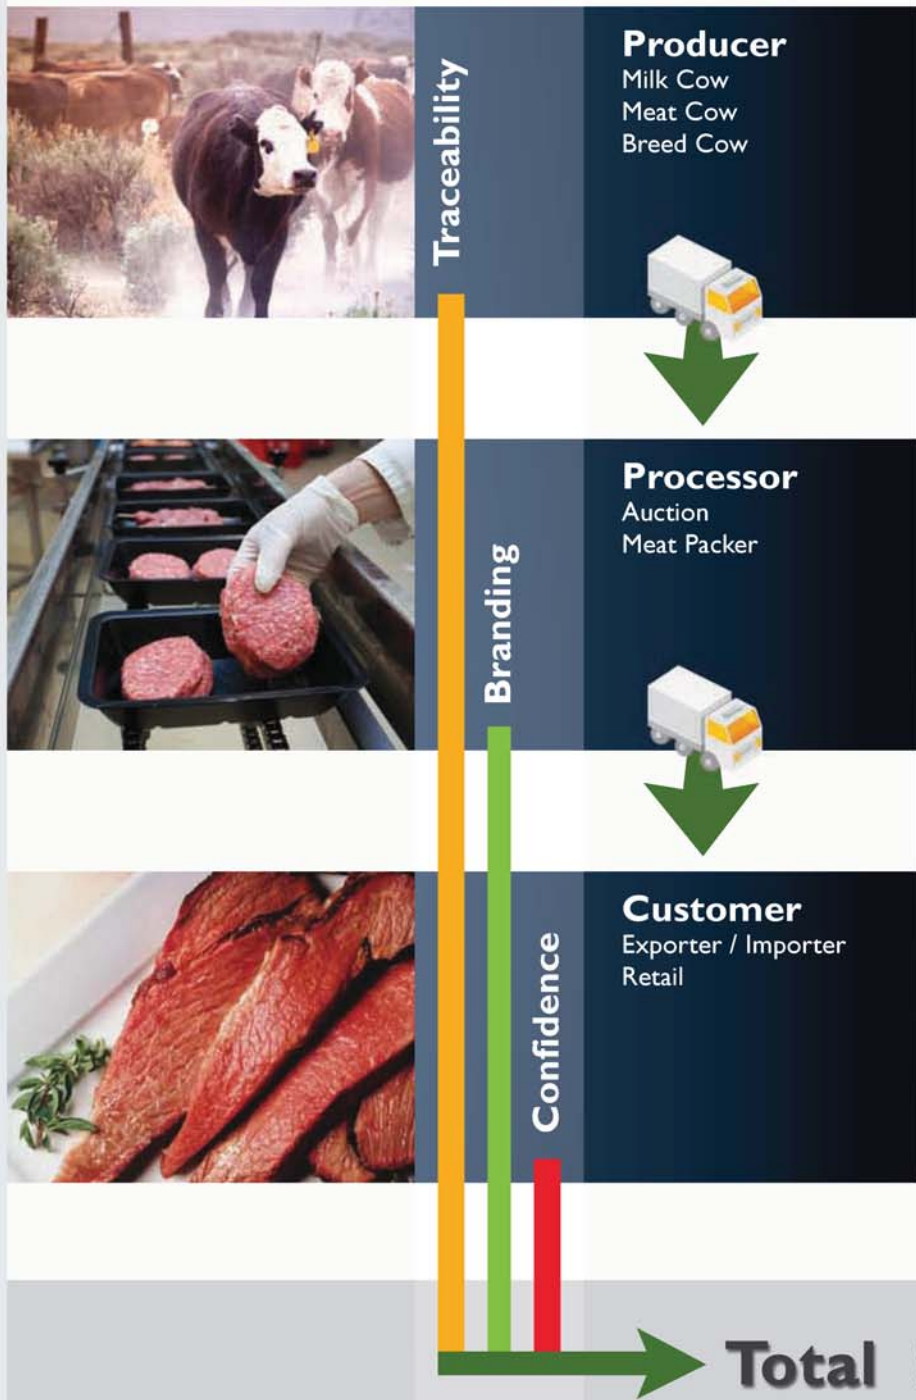 Traceability
Producer
Milk Cow
Meat Cow
Breed Cow
Branding
Processor
Auction
Meat Packer
Confidence
Customer
Exporter / Importer
Retail
Total